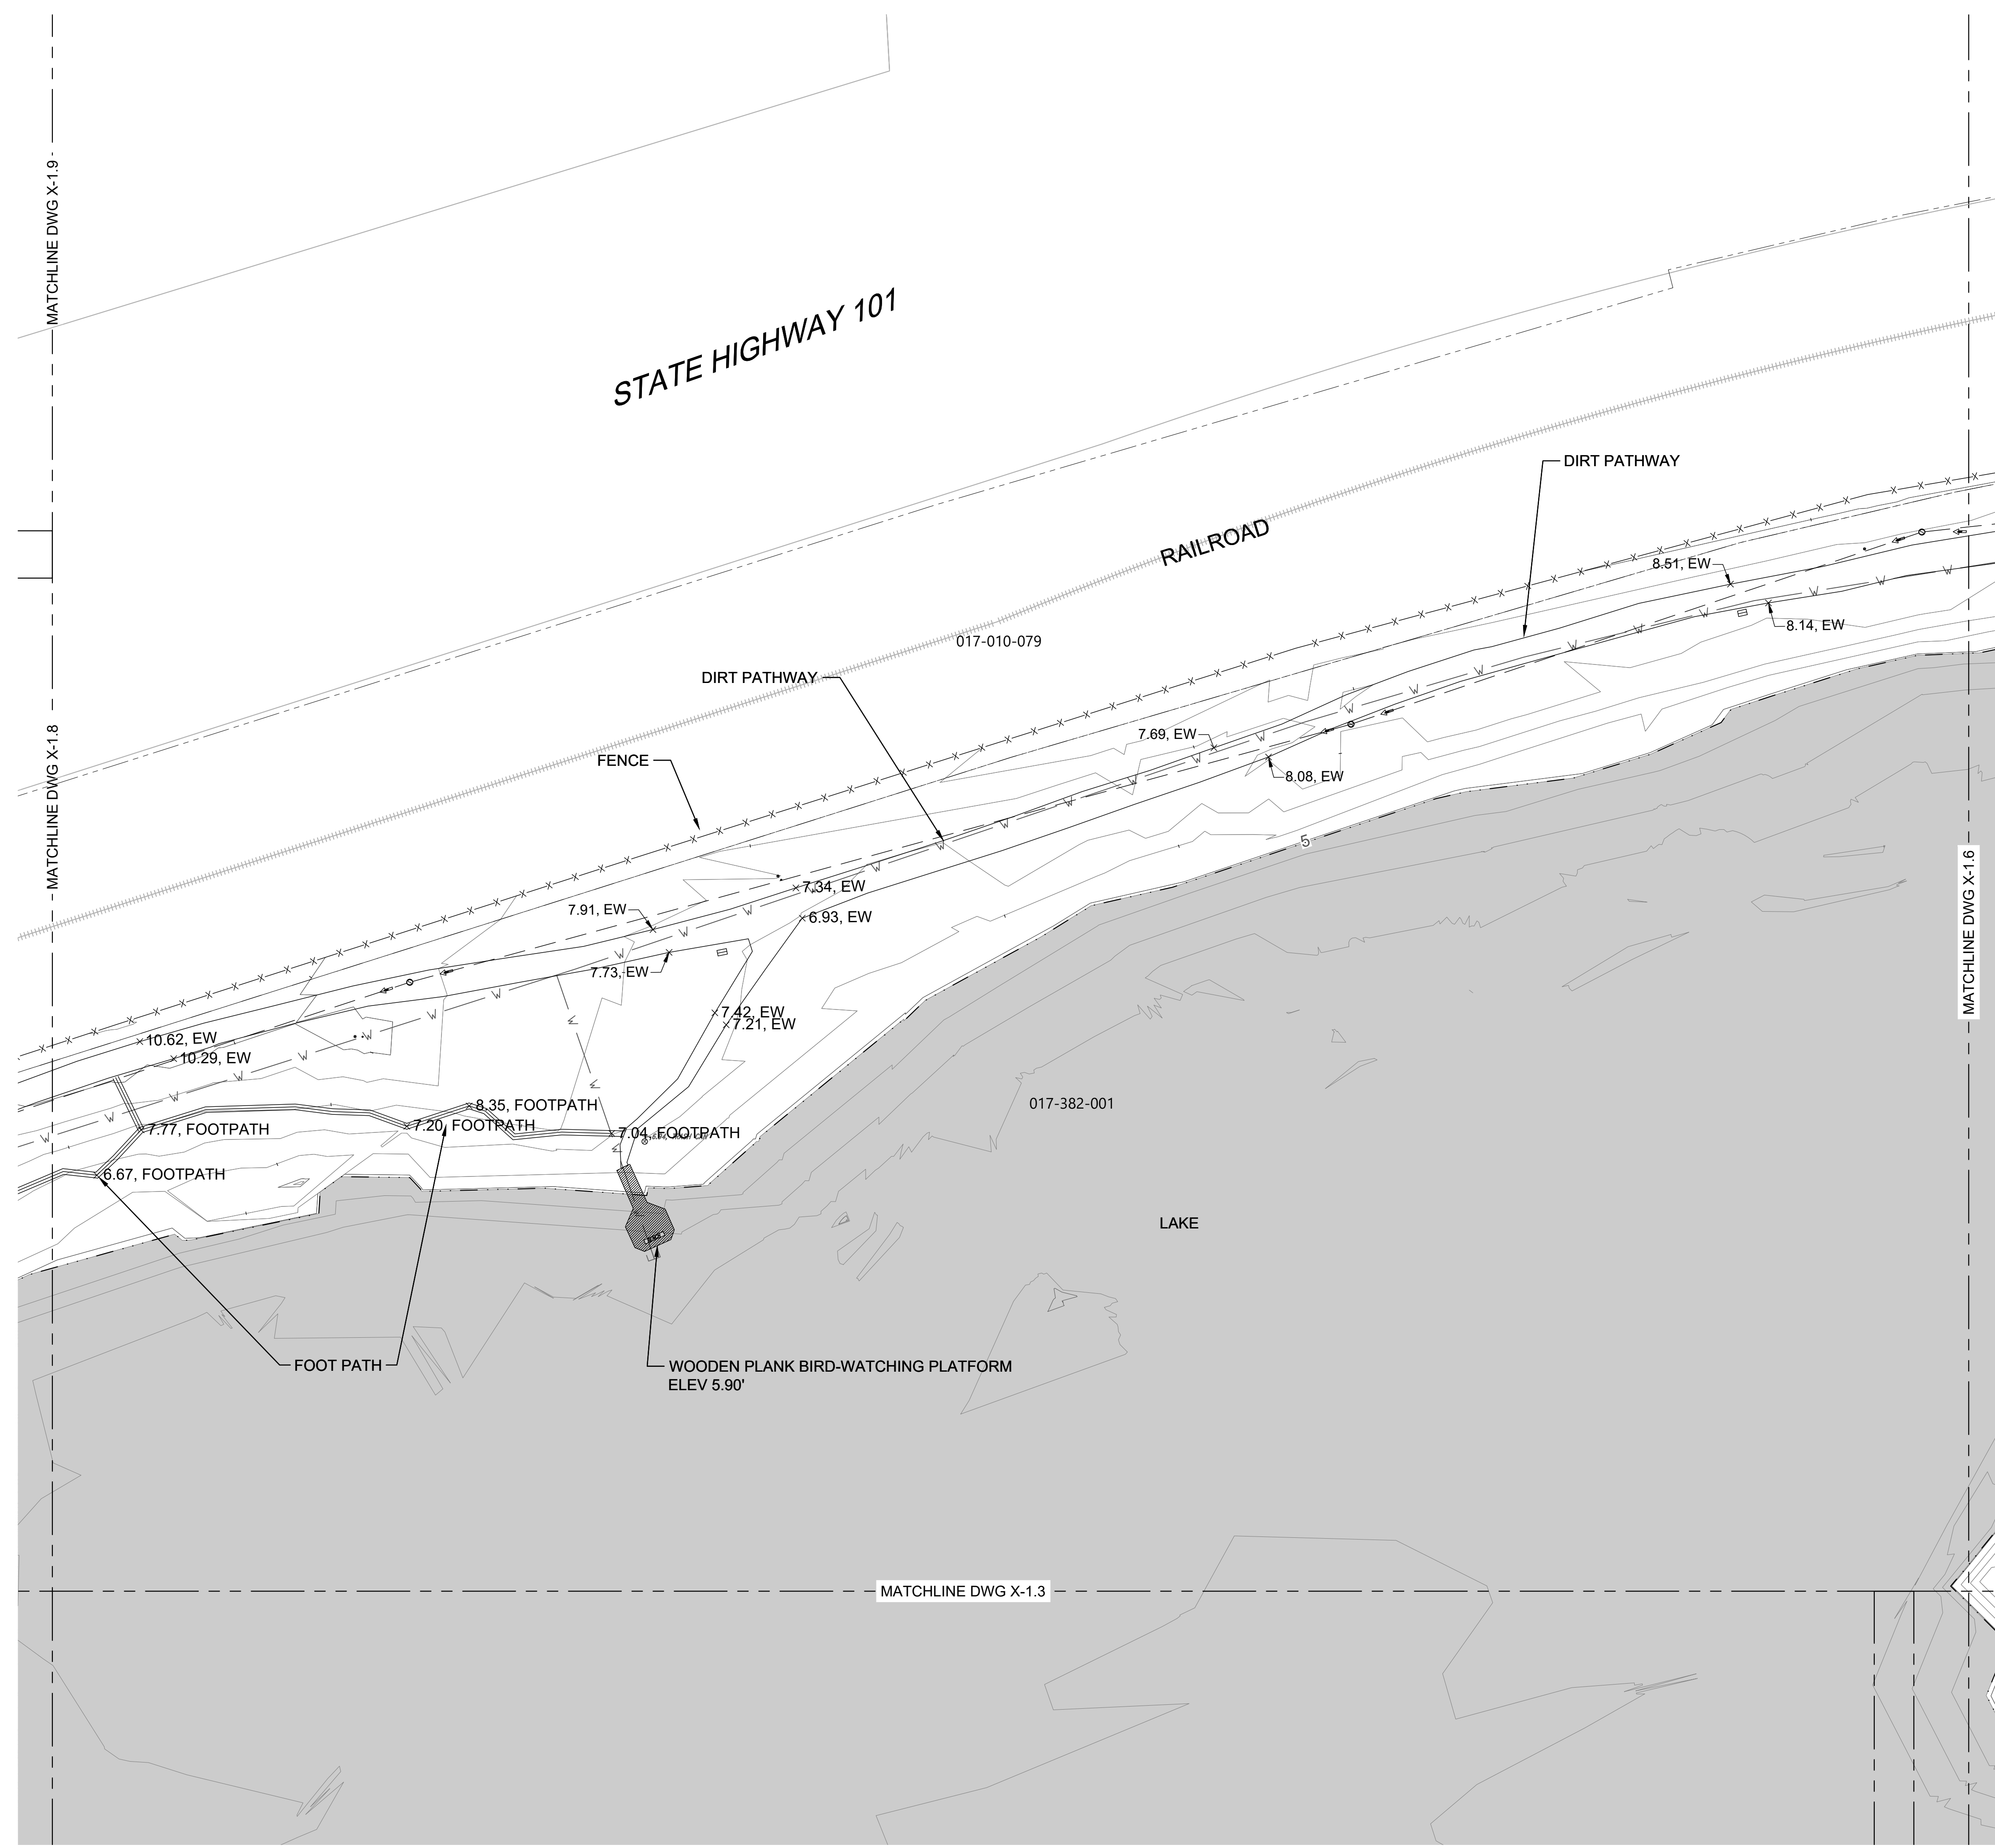 MATCHLINE DWG X-1.9
STATE HIGHWAY 101
DIRT PATHWAY
RAILROAD
8.51, EW
8.14, EW
017-010-079
DIRT PATHWAY
7.69, EW
8.08, EW
FENCE
MATCHLINE DWG X-1.8
5
7.34, EW
7.91, EW
6.93, EW
7.73, EW
MATCHLINE DWG X-1.6
7.42, EW
7.21, EW
10.62, EW
10.29, EW
8.35, FOOTPATH
7.20, FOOTPATH
7.77, FOOTPATH
7.04, FOOTPATH
017-382-001
6.67, FOOTPATH
LAKE
FOOT PATH
WOODEN PLANK BIRD-WATCHING PLATFORM
ELEV 5.90'
MATCHLINE DWG X-1.3